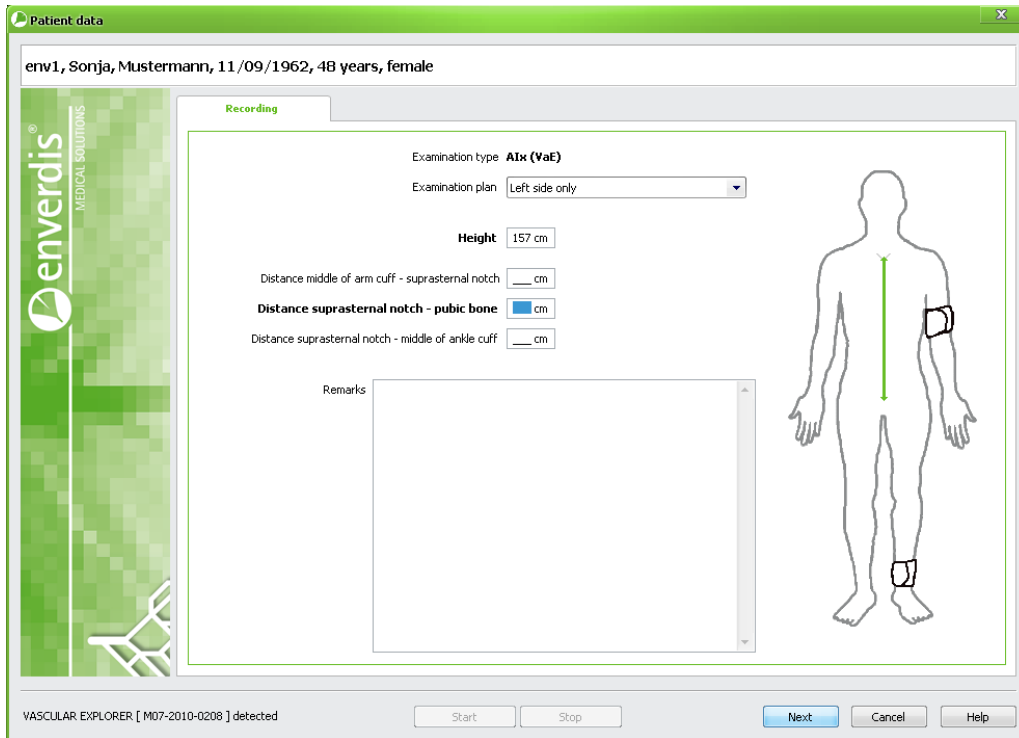 Patient data
X
env1, Sonja, Mustermann, 11/09/1962, 48 years, female
enverdis®
MEDICAL SOLUTIONS
Recording
Examination type AIx (VaE)
Examination plan Left side only
Height 157 cm
Distance middle of arm cuff - suprasternal notch ___ cm
Distance suprasternal notch - pubic bone cm
Distance suprasternal notch - middle of ankle cuff ___ cm
Remarks
VASCULAR EXPLORER [ M07-2010-0208 ] detected
Start
Stop
Next
Cancel
Help